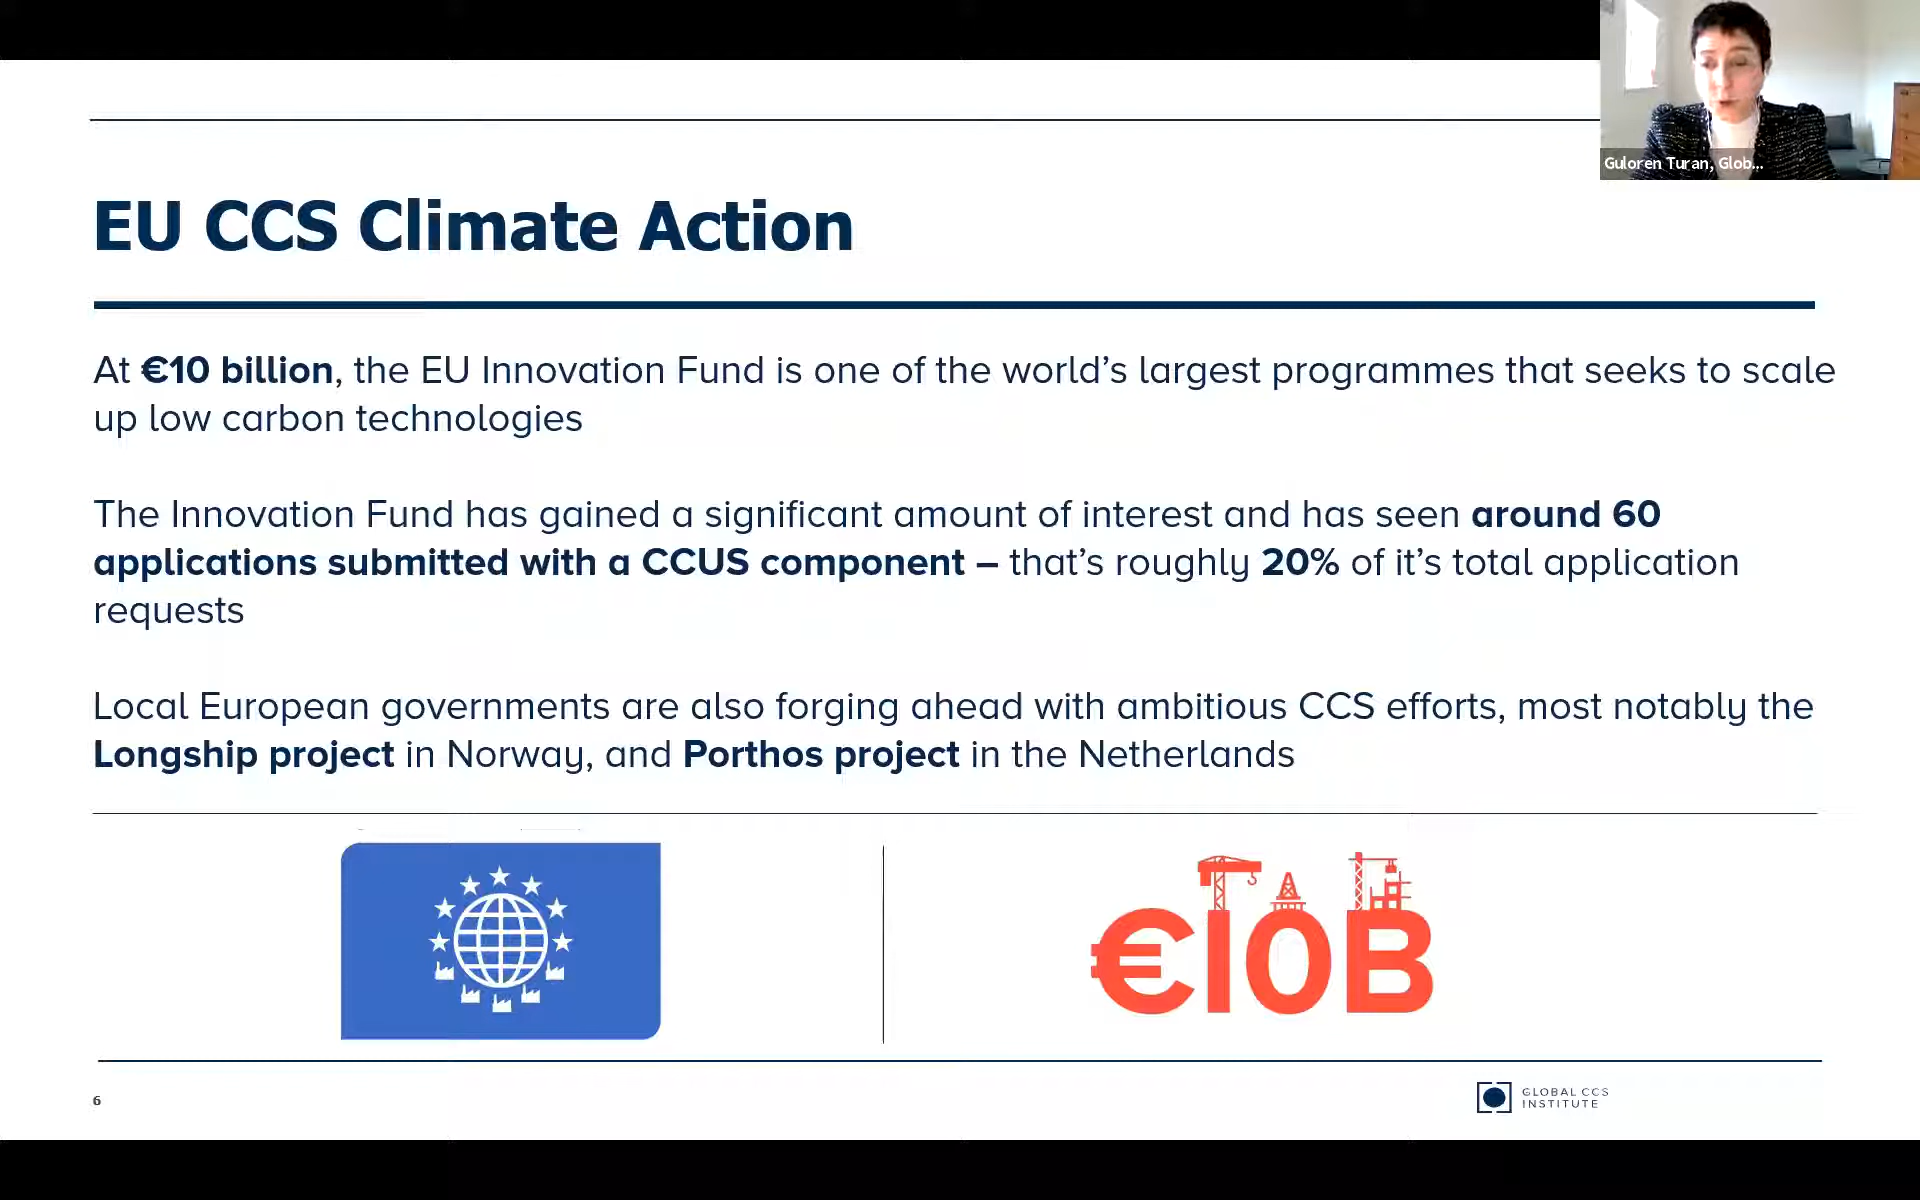 Guloren Turan, Glob...
EU CCS Climate Action
At €10 billion, the EU Innovation Fund is one of the world’s largest programmes that seeks to scale
up low carbon technologies
The Innovation Fund has gained a significant amount of interest and has seen around 60
applications submitted with a CCUS component – that’s roughly 20% of it’s total application
requests
Local European governments are also forging ahead with ambitious CCS efforts, most notably the
Longship project in Norway, and Porthos project in the Netherlands
€10B
6
GLOBAL CCS
INSTITUTE